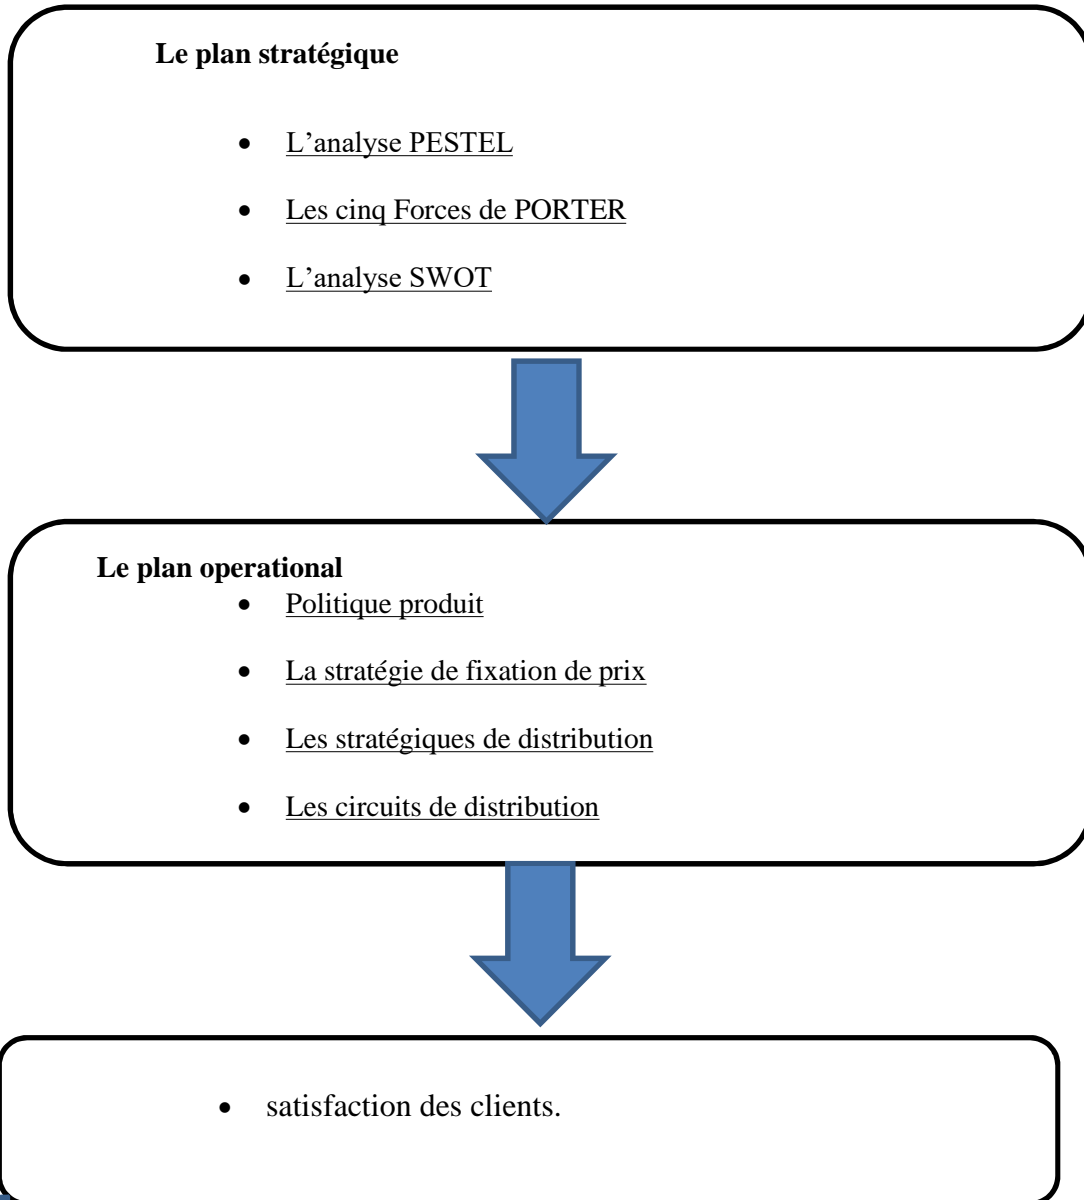 Le plan stratégique
• L’analyse PESTEL
• Les cinq Forces de PORTER
• L’analyse SWOT
Le plan operational
• Politique produit
• La stratégie de fixation de prix
• Les stratégiques de distribution
• Les circuits de distribution
• satisfaction des clients.